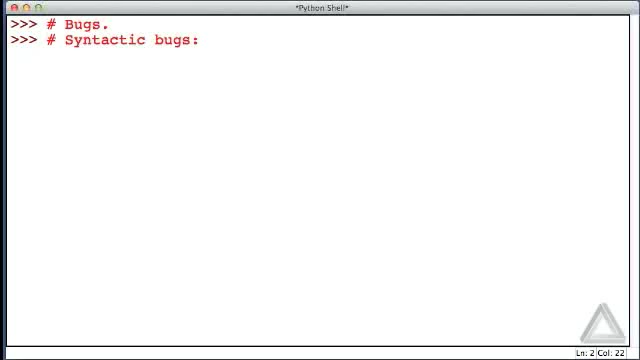 *Python Shell*
>>> # Bugs.
>>> # Syntactic bugs:
Ln: 2 Col: 22